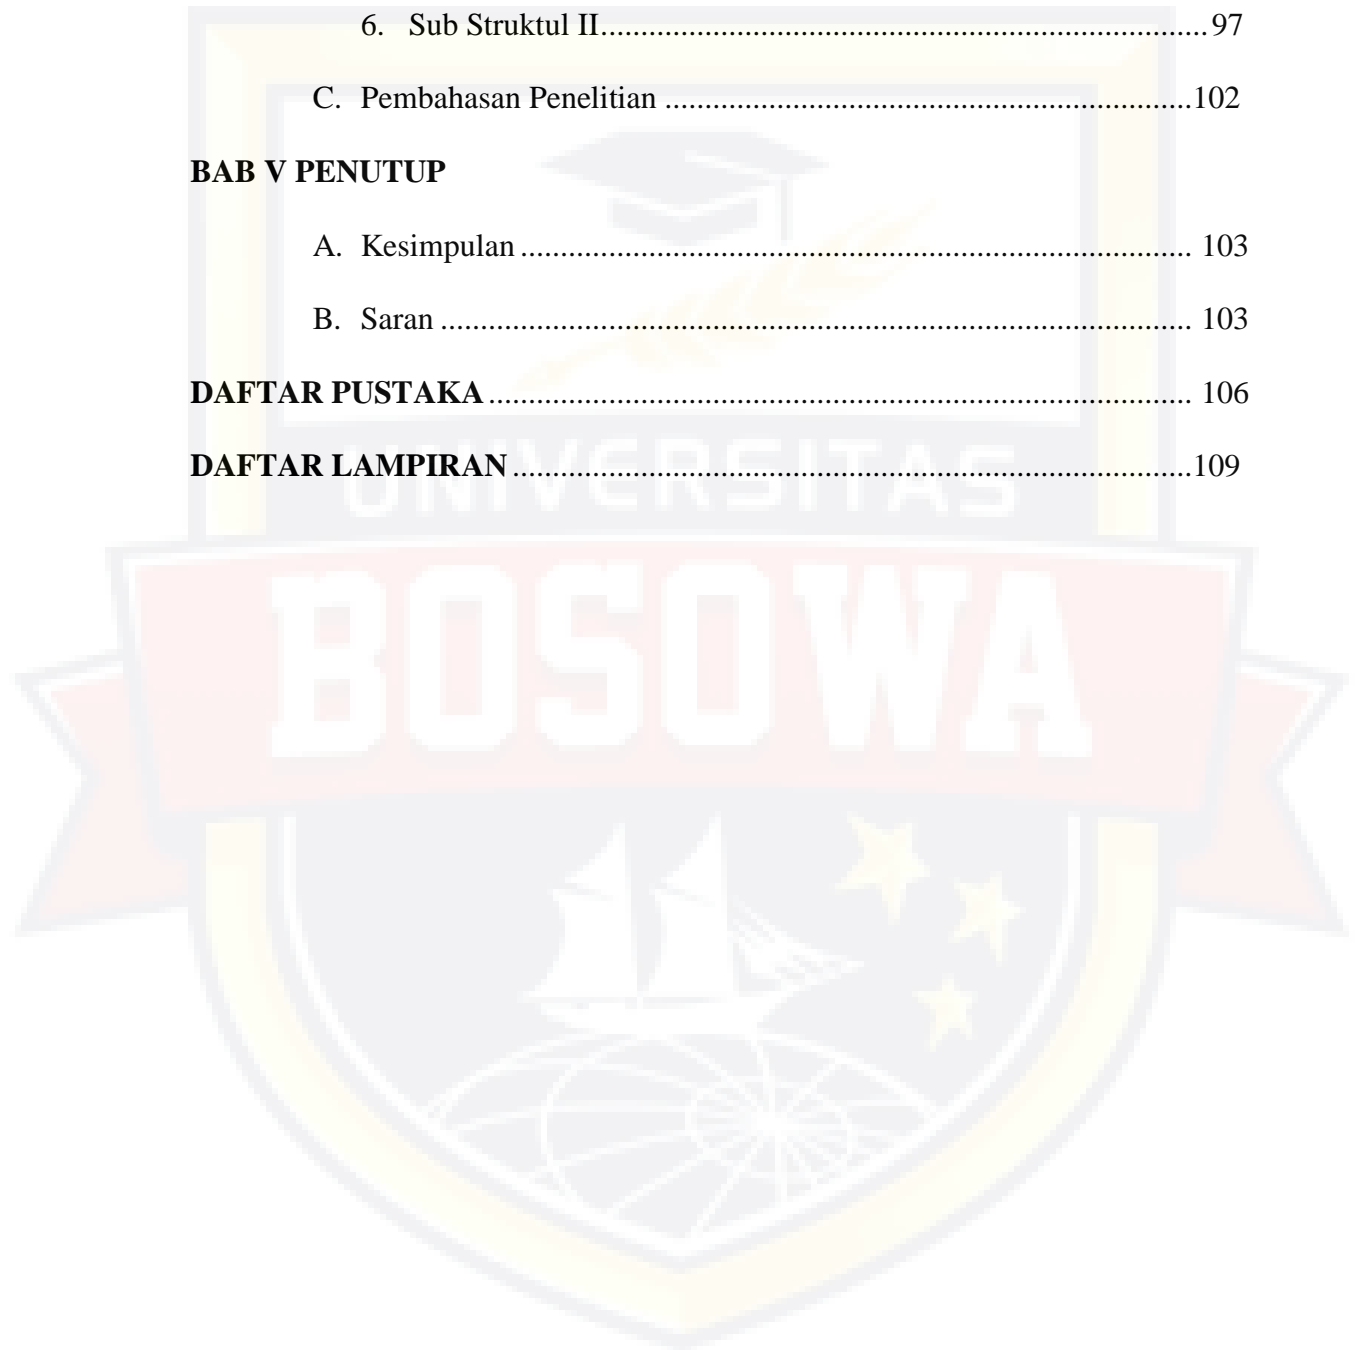 6. Sub Struktul II............................................................................97
C. Pembahasan Penelitian ..................................................................102
BAB V PENUTUP
A. Kesimpulan .................................................................................... 103
B. Saran .............................................................................................. 103
DAFTAR PUSTAKA ........................................................................................ 106
DAFTAR LAMPIRAN .....................................................................................109
UNIVERSITAS
BOSOWA